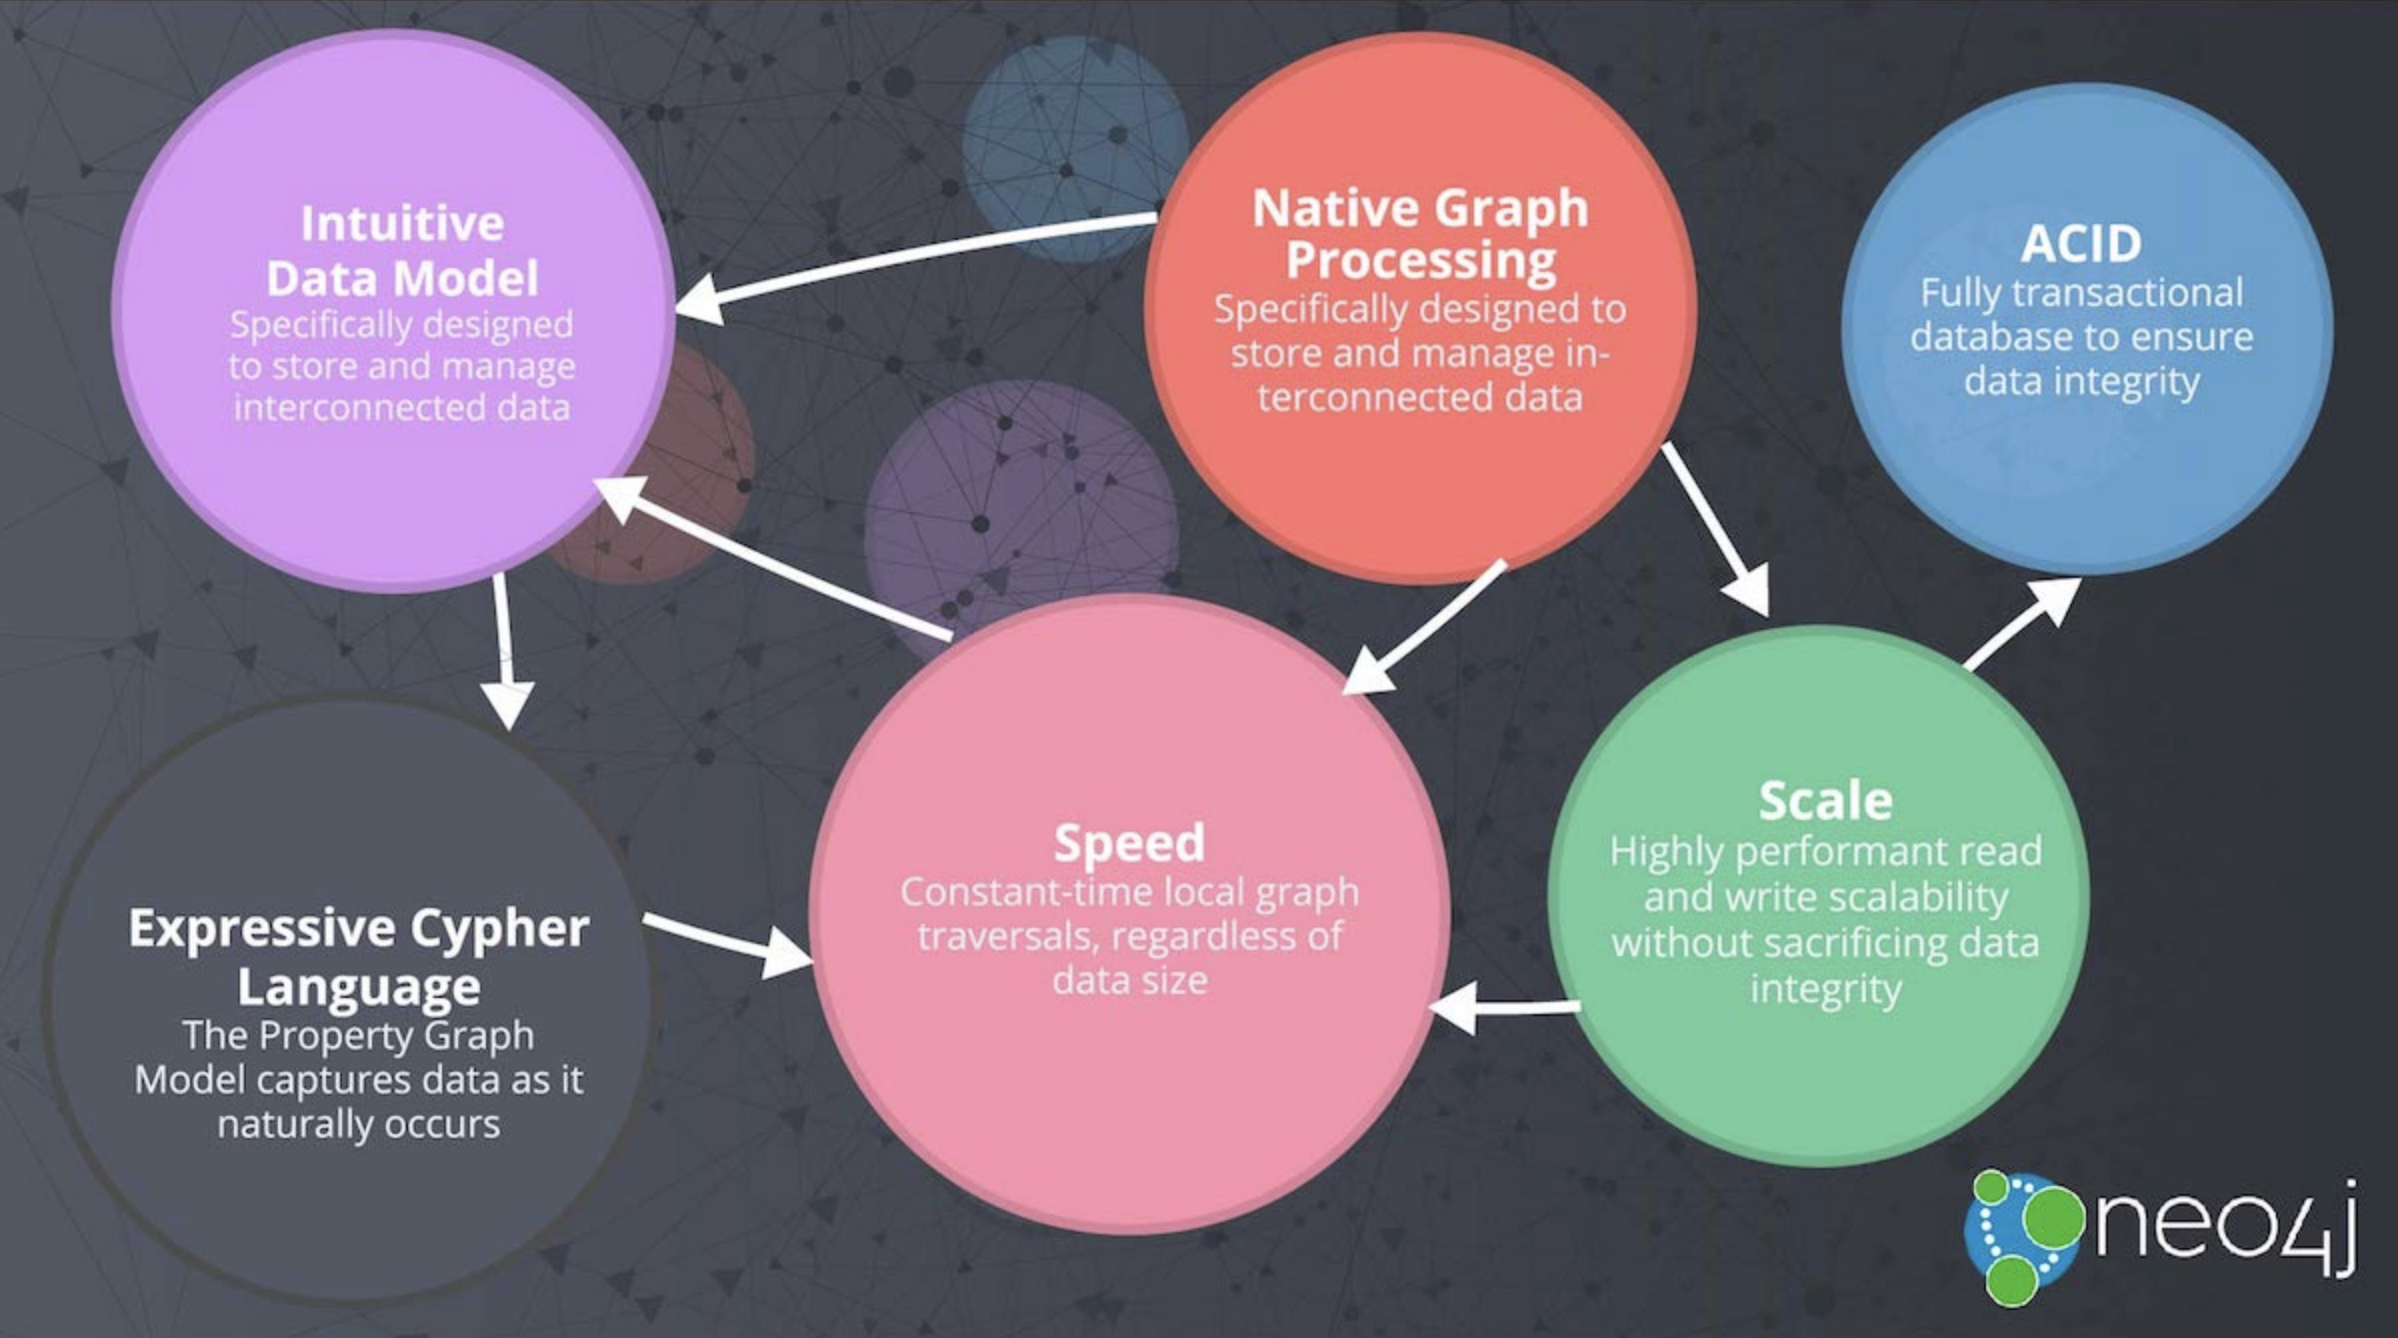 Intuitive
Data Model
Specifically designed
to store and manage
interconnected data
Native Graph
Processing
Specifically designed to
store and manage in-
terconnected data
ACID
Fully transactional
database to ensure
data integrity
Expressive Cypher
Language
The Property Graph
Model captures data as it
naturally occurs
Speed
Constant-time local graph
traversals, regardless of
data size
Scale
Highly performant read
and write scalability
without sacrificing data
integrity
neo4j